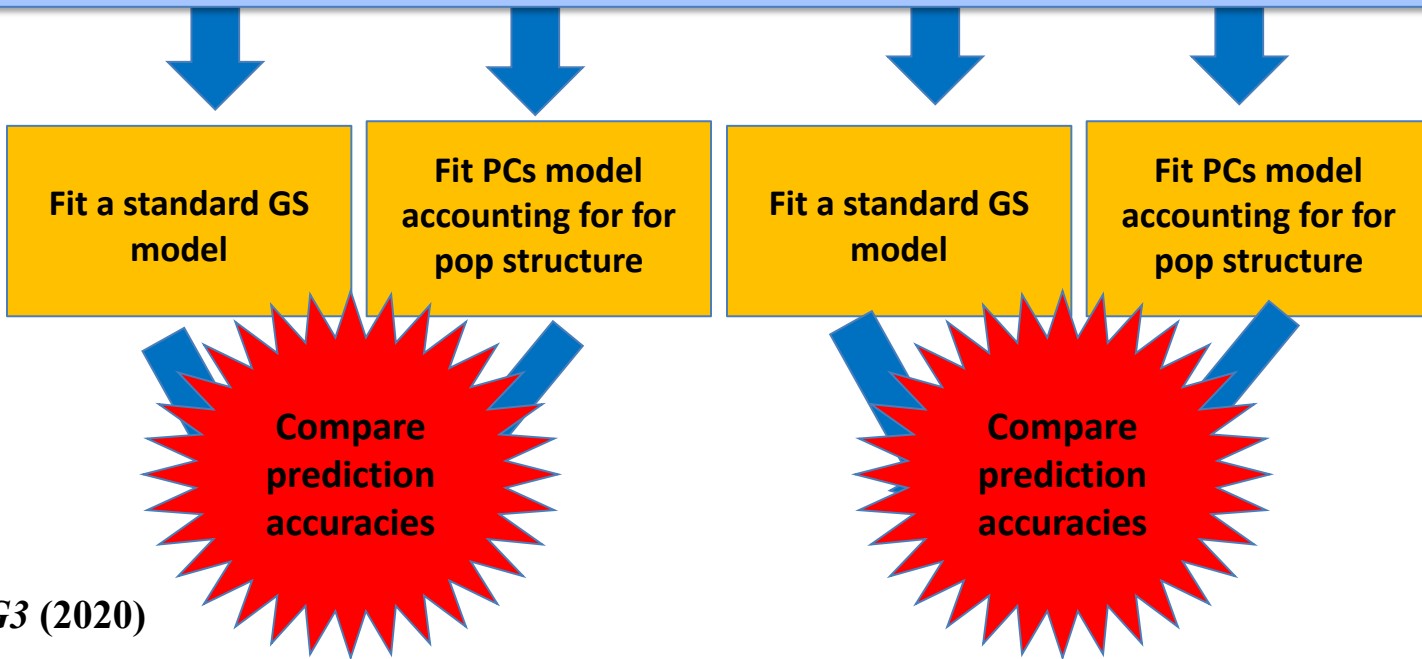 Fit a standard GS
model
Fit PCs model
accounting for for
pop structure
Fit a standard GS
model
Fit PCs model
accounting for for
pop structure
Compare
prediction
accuracies
Compare
prediction
accuracies
G3 (2020)